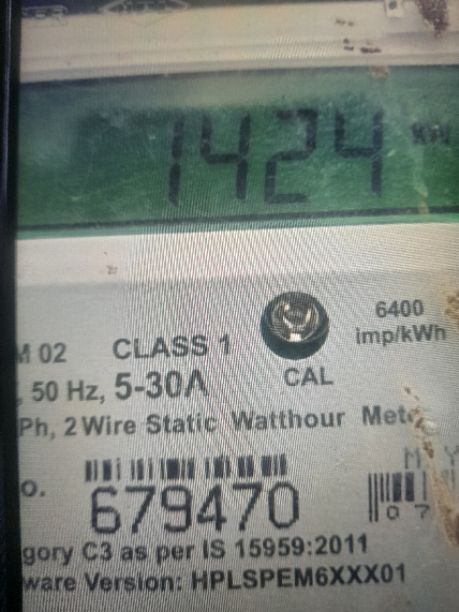 1424
6400
imp/kWh
M 02 CLASS 1
, 50 Hz, 5-30A CAL
Ph, 2 Wire Static Watthour
o. 679470
07
gory C3 as per IS 15959:2011
ware Version: HPLSPEM6XXX01